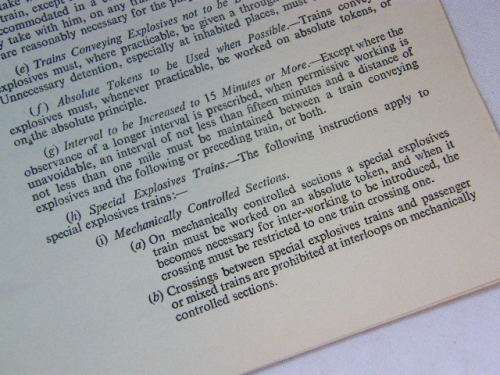 take
train, except
accommodated in a c
y take with him, on any tha
are reasonably necessary for the pu
(e) Trains Conveying Explosives not to be
explosives must, where practicable, be given a through
Unnecessary detention, especially at inhabited places, must
(f) Absolute Tokens to be Used when Possible.—Trains convey
explosives must, whenever practicable, be worked on absolute tokens, or
on the absolute principle.
(g) Interval to be Increased to 15 Minutes or More.—Except where the
observance of a longer interval is prescribed, when permissive working is
unavoidable, an interval of not less than fifteen minutes and a distance of
not less than one mile must be maintained between a train conveying
explosives and the following or preceding train, or both.
(h) Special Explosives Trains.—The following instructions apply to
special explosives trains:—
(i) Mechanically Controlled Sections.
(a) On mechanically controlled sections a special explosives
train must be worked on an absolute token, and when it
becomes necessary for inter-working to be introduced, the
crossing must be restricted to one train crossing one.
(b) Crossings between special explosives trains and passenger
or mixed trains are prohibited at interloops on mechanically
controlled sections.